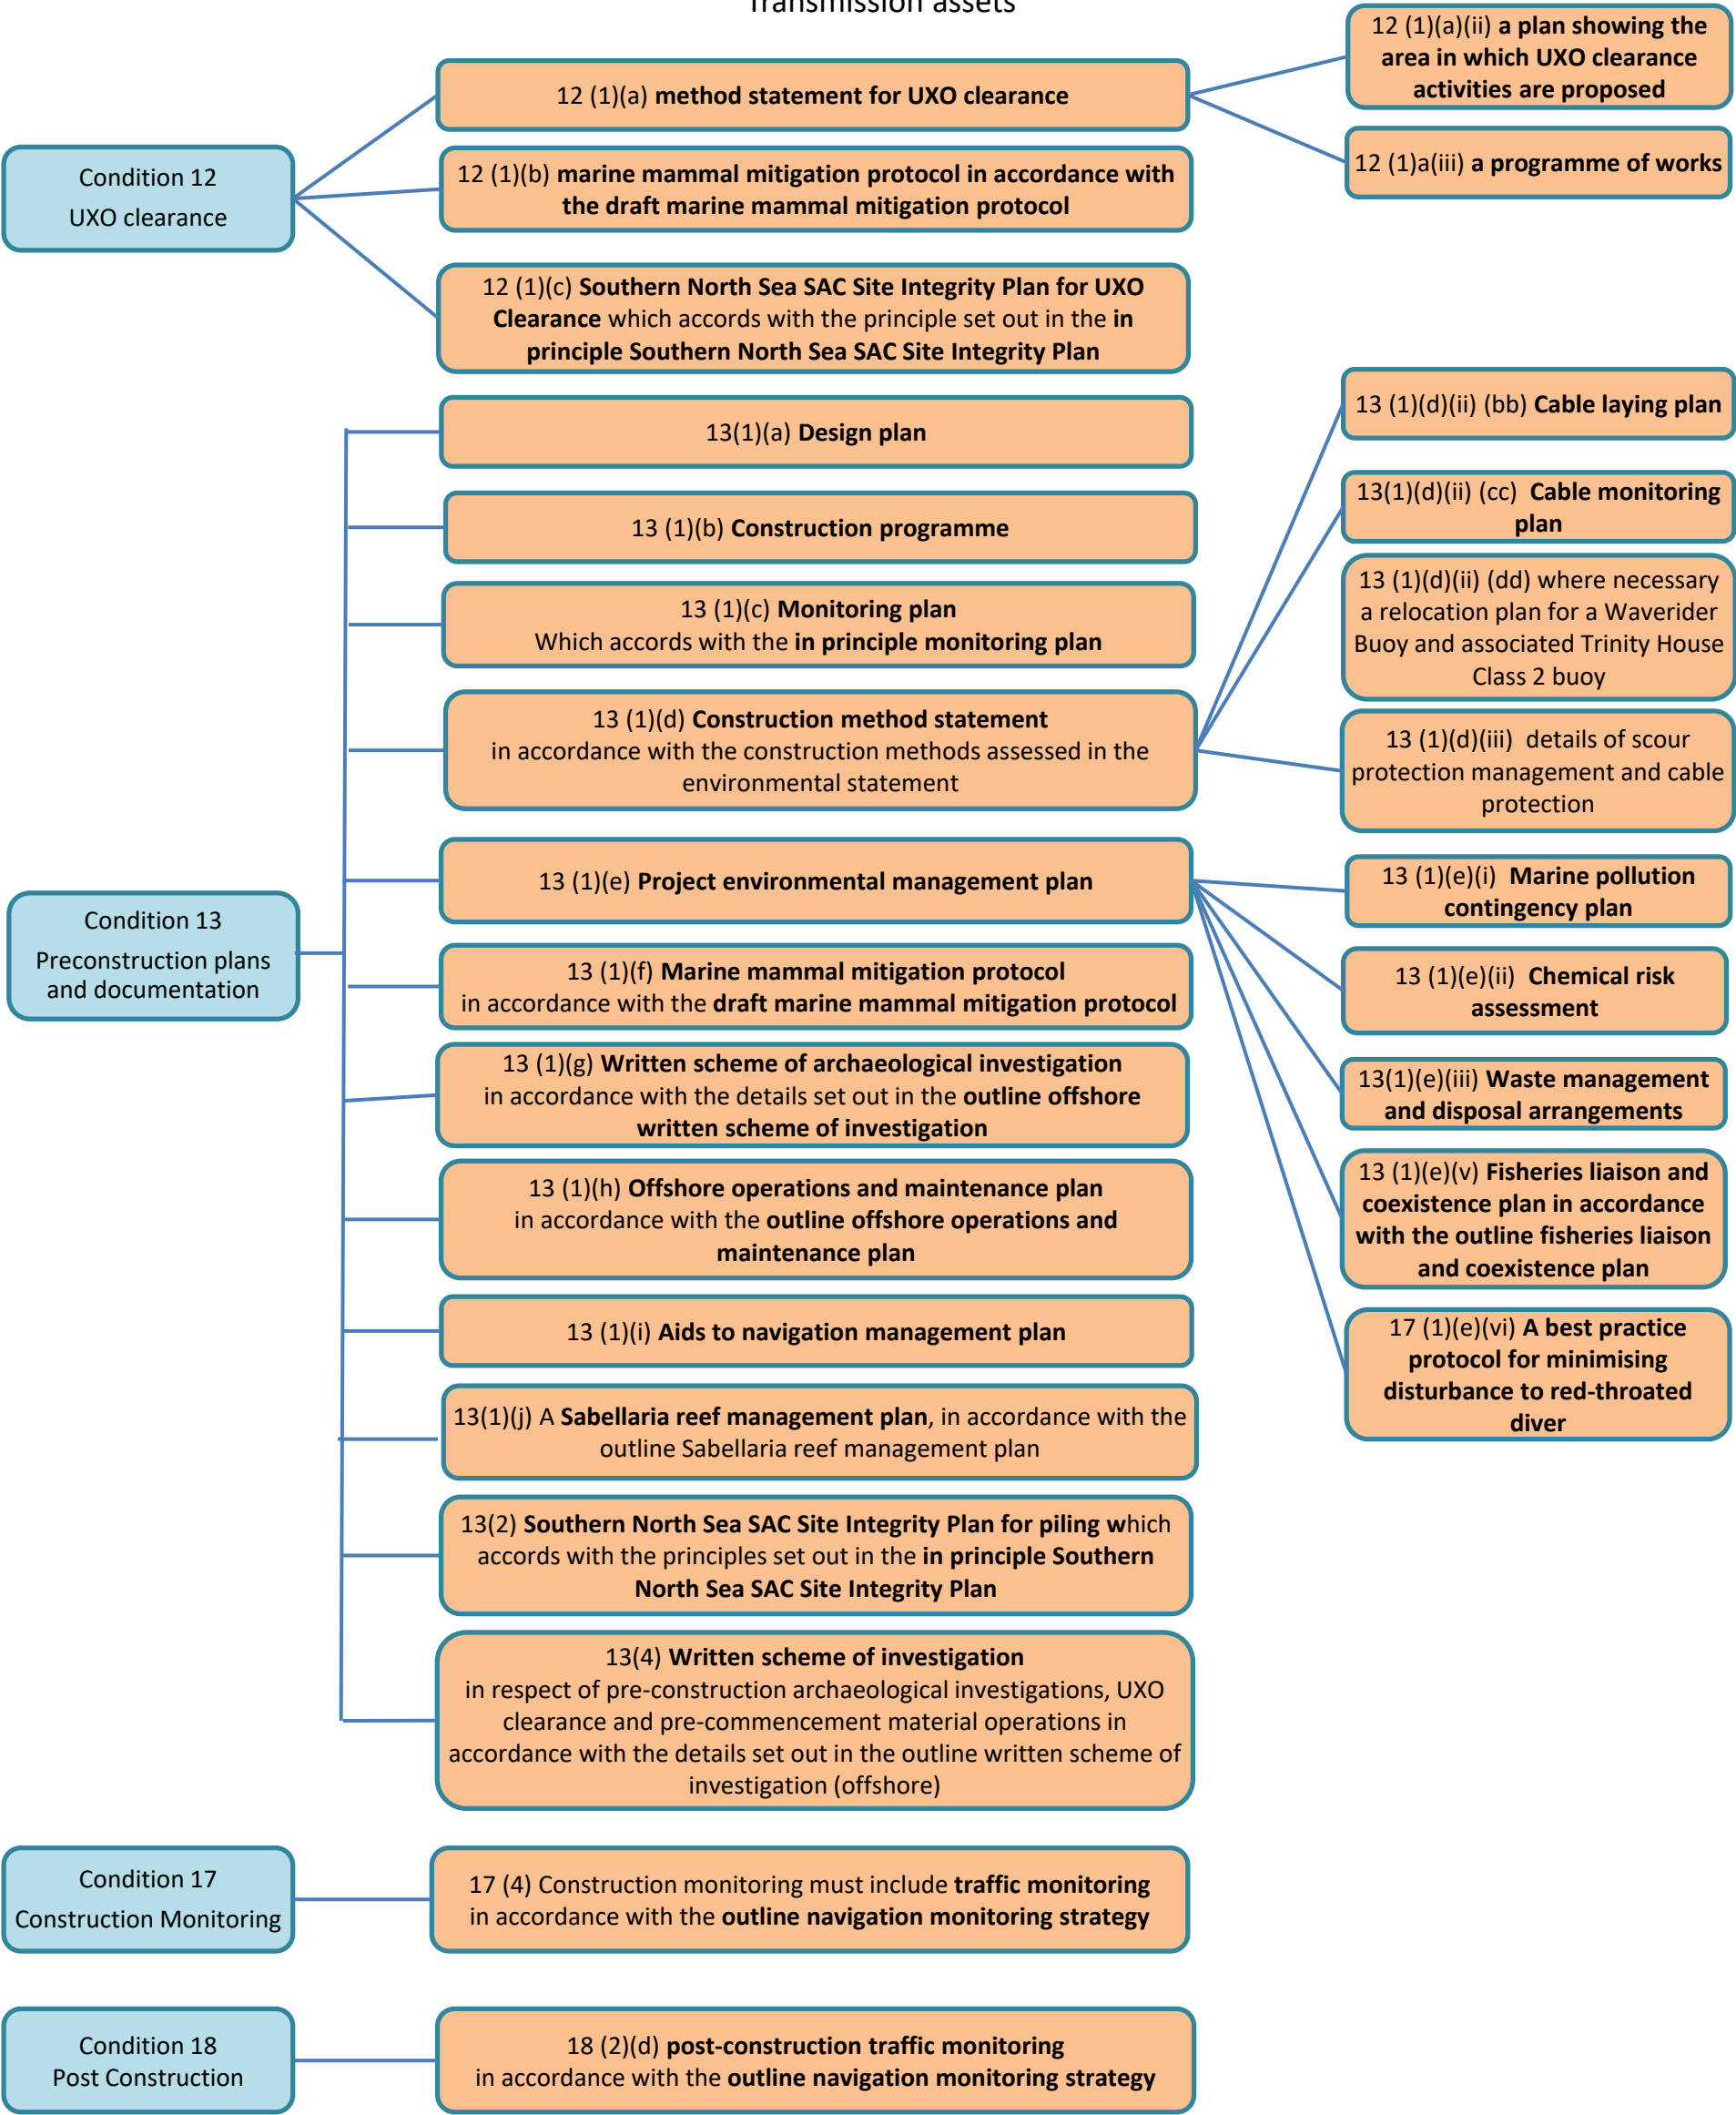 Transmission assets
Condition 12
UXO clearance
12 (1)(a) method statement for UXO clearance
12 (1)(a)(ii) a plan showing the
area in which UXO clearance
activities are proposed
12 (1)a(iii) a programme of works
12 (1)(b) marine mammal mitigation protocol in accordance with
the draft marine mammal mitigation protocol
12 (1)(c) Southern North Sea SAC Site Integrity Plan for UXO
Clearance which accords with the principle set out in the in
principle Southern North Sea SAC Site Integrity Plan
Condition 13
Preconstruction plans
and documentation
13(1)(a) Design plan
13 (1)(b) Construction programme
13 (1)(c) Monitoring plan
Which accords with the in principle monitoring plan
13 (1)(d) Construction method statement
in accordance with the construction methods assessed in the
environmental statement
13 (1)(d)(ii) (bb) Cable laying plan
13(1)(d)(ii) (cc) Cable monitoring
plan
13 (1)(d)(ii) (dd) where necessary
a relocation plan for a Waverider
Buoy and associated Trinity House
Class 2 buoy
13 (1)(d)(iii) details of scour
protection management and cable
protection
13 (1)(e) Project environmental management plan
13 (1)(e)(i) Marine pollution
contingency plan
13 (1)(e)(ii) Chemical risk
assessment
13(1)(e)(iii) Waste management
and disposal arrangements
13 (1)(e)(v) Fisheries liaison and
coexistence plan in accordance
with the outline fisheries liaison
and coexistence plan
17 (1)(e)(vi) A best practice
protocol for minimising
disturbance to red-throated
diver
13 (1)(f) Marine mammal mitigation protocol
in accordance with the draft marine mammal mitigation protocol
13 (1)(g) Written scheme of archaeological investigation
in accordance with the details set out in the outline offshore
written scheme of investigation
13 (1)(h) Offshore operations and maintenance plan
in accordance with the outline offshore operations and
maintenance plan
13 (1)(i) Aids to navigation management plan
13(1)(j) A Sabellaria reef management plan, in accordance with the
outline Sabellaria reef management plan
13(2) Southern North Sea SAC Site Integrity Plan for piling which
accords with the principles set out in the in principle Southern
North Sea SAC Site Integrity Plan
13(4) Written scheme of investigation
in respect of pre-construction archaeological investigations, UXO
clearance and pre-commencement material operations in
accordance with the details set out in the outline written scheme of
investigation (offshore)
Condition 17
Construction Monitoring
17 (4) Construction monitoring must include traffic monitoring
in accordance with the outline navigation monitoring strategy
Condition 18
Post Construction
18 (2)(d) post-construction traffic monitoring
in accordance with the outline navigation monitoring strategy